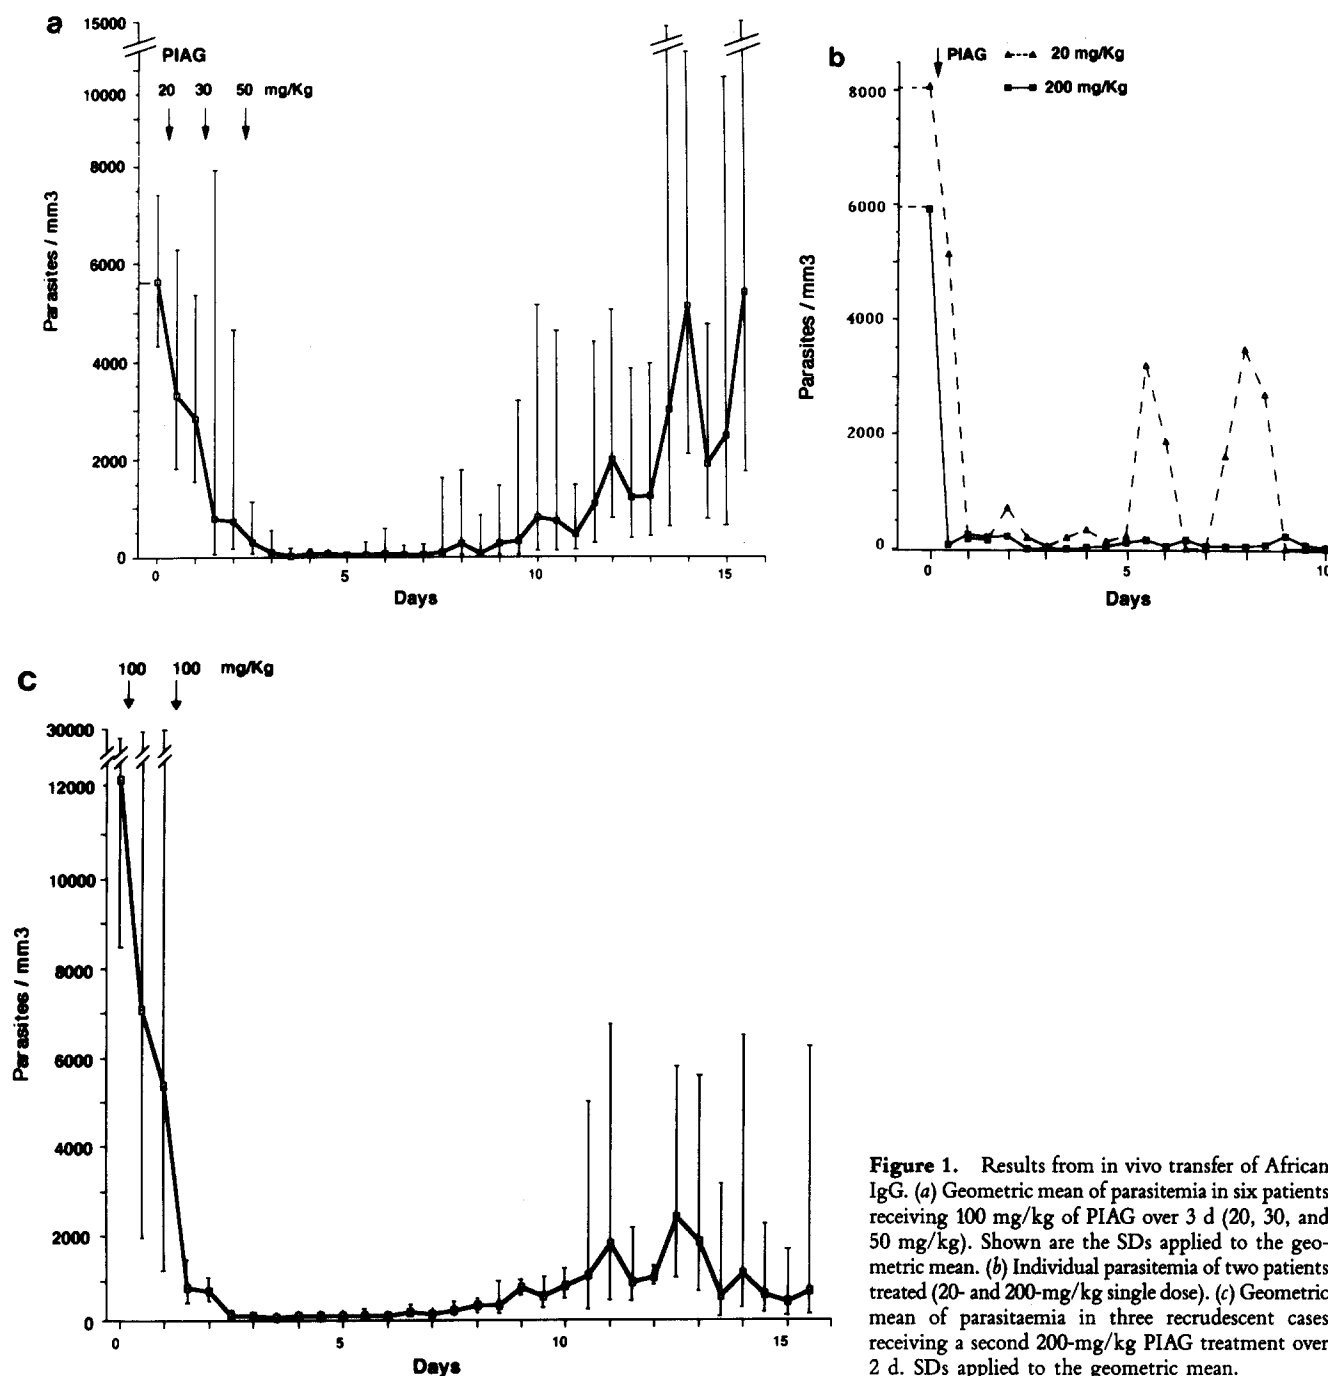 a
15000
PIAG
20 30 50 mg/Kg
10000
8000
6000
4000
2000
0
Parasites / mm3
0 5 10 15
Days
b
PIAG 20 mg/Kg
200 mg/Kg
8000
6000
4000
2000
0
Parasites / mm3
0 5 10
Days
c
100 100 mg/Kg
30000
12000
10000
8000
6000
4000
2000
0
Parasites / mm3
0 5 10 15
Days
Figure 1. Results from in vivo transfer of African
IgG. (a) Geometric mean of parasitemia in six patients
receiving 100 mg/kg of PIAG over 3 d (20, 30, and
50 mg/kg). Shown are the SDs applied to the geo-
metric mean. (b) Individual parasitemia of two patients
treated (20- and 200-mg/kg single dose). (c) Geometric
mean of parasitaemia in three recrudescent cases
receiving a second 200-mg/kg PIAG treatment over
2 d. SDs applied to the geometric mean.